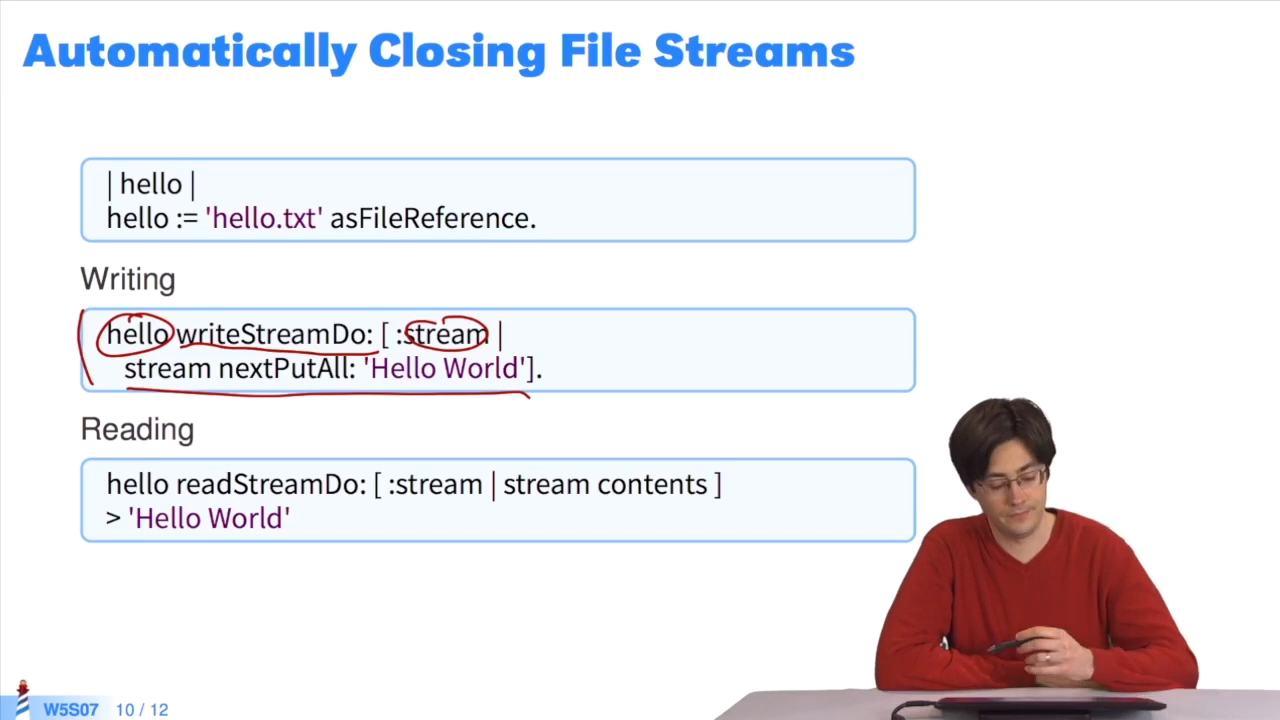 Automatically Closing File Streams
| hello |
hello := 'hello.txt' asFileReference.
Writing
hello writeStreamDo: [ :stream |
stream nextPutAll: 'Hello World'].
Reading
hello readStreamDo: [ :stream | stream contents ]
> 'Hello World'
W5S07 10 / 12